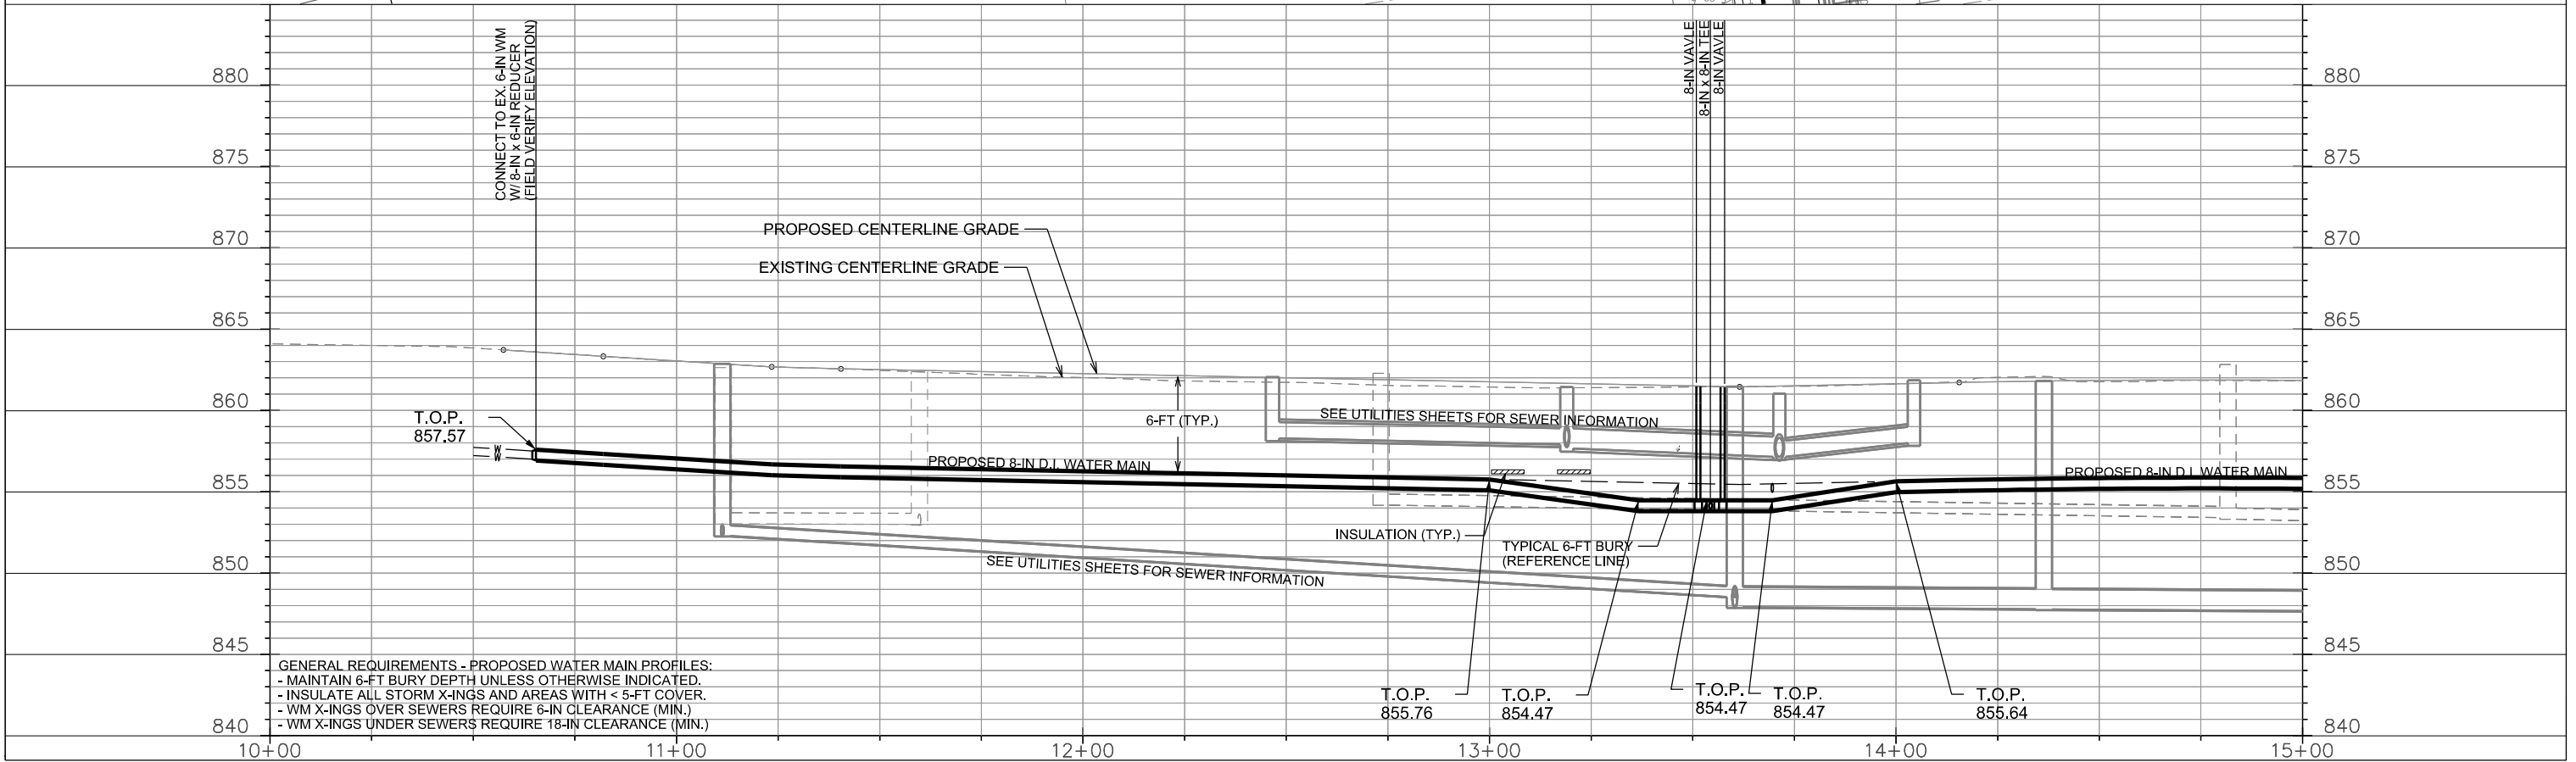 CONNECT TO EX. 6-IN WM
W/ 8-IN x 6-IN REDUCER
(FIELD VERIFY ELEVATION)
8-IN VAVLE
8-IN x 8-IN TEE
8-IN VAVLE
880
880
875
875
870
870
PROPOSED CENTERLINE GRADE
EXISTING CENTERLINE GRADE
865
865
860
860
T.O.P.
857.57
6-FT (TYP.)
SEE UTILITIES SHEETS FOR SEWER INFORMATION
W
W
PROPOSED 8-IN D.I. WATER MAIN
PROPOSED 8-IN D.I. WATER MAIN
855
855
INSULATION (TYP.)
TYPICAL 6-FT BURY
(REFERENCE LINE)
850
850
SEE UTILITIES SHEETS FOR SEWER INFORMATION
845
845
GENERAL REQUIREMENTS - PROPOSED WATER MAIN PROFILES:
- MAINTAIN 6-FT BURY DEPTH UNLESS OTHERWISE INDICATED.
- INSULATE ALL STORM X-INGS AND AREAS WITH < 5-FT COVER.
- WM X-INGS OVER SEWERS REQUIRE 6-IN CLEARANCE (MIN.)
- WM X-INGS UNDER SEWERS REQUIRE 18-IN CLEARANCE (MIN.)
T.O.P.
855.76
T.O.P.
854.47
T.O.P.
854.47
T.O.P.
854.47
T.O.P.
855.64
840
840
10+00
11+00
12+00
13+00
14+00
15+00